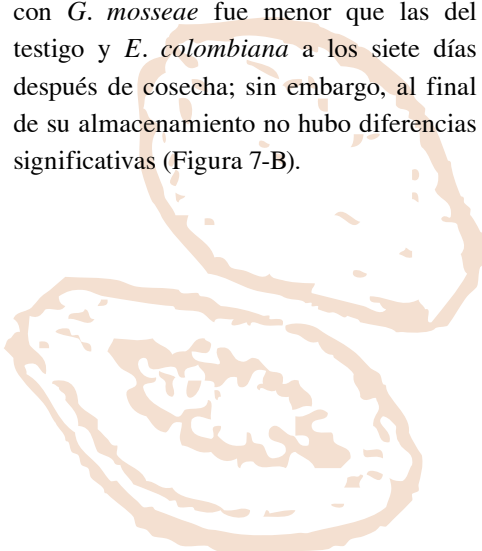 con G. mosseae fue menor que las del
testigo y E. colombiana a los siete días
después de cosecha; sin embargo, al final
de su almacenamiento no hubo diferencias
significativas (Figura 7-B).